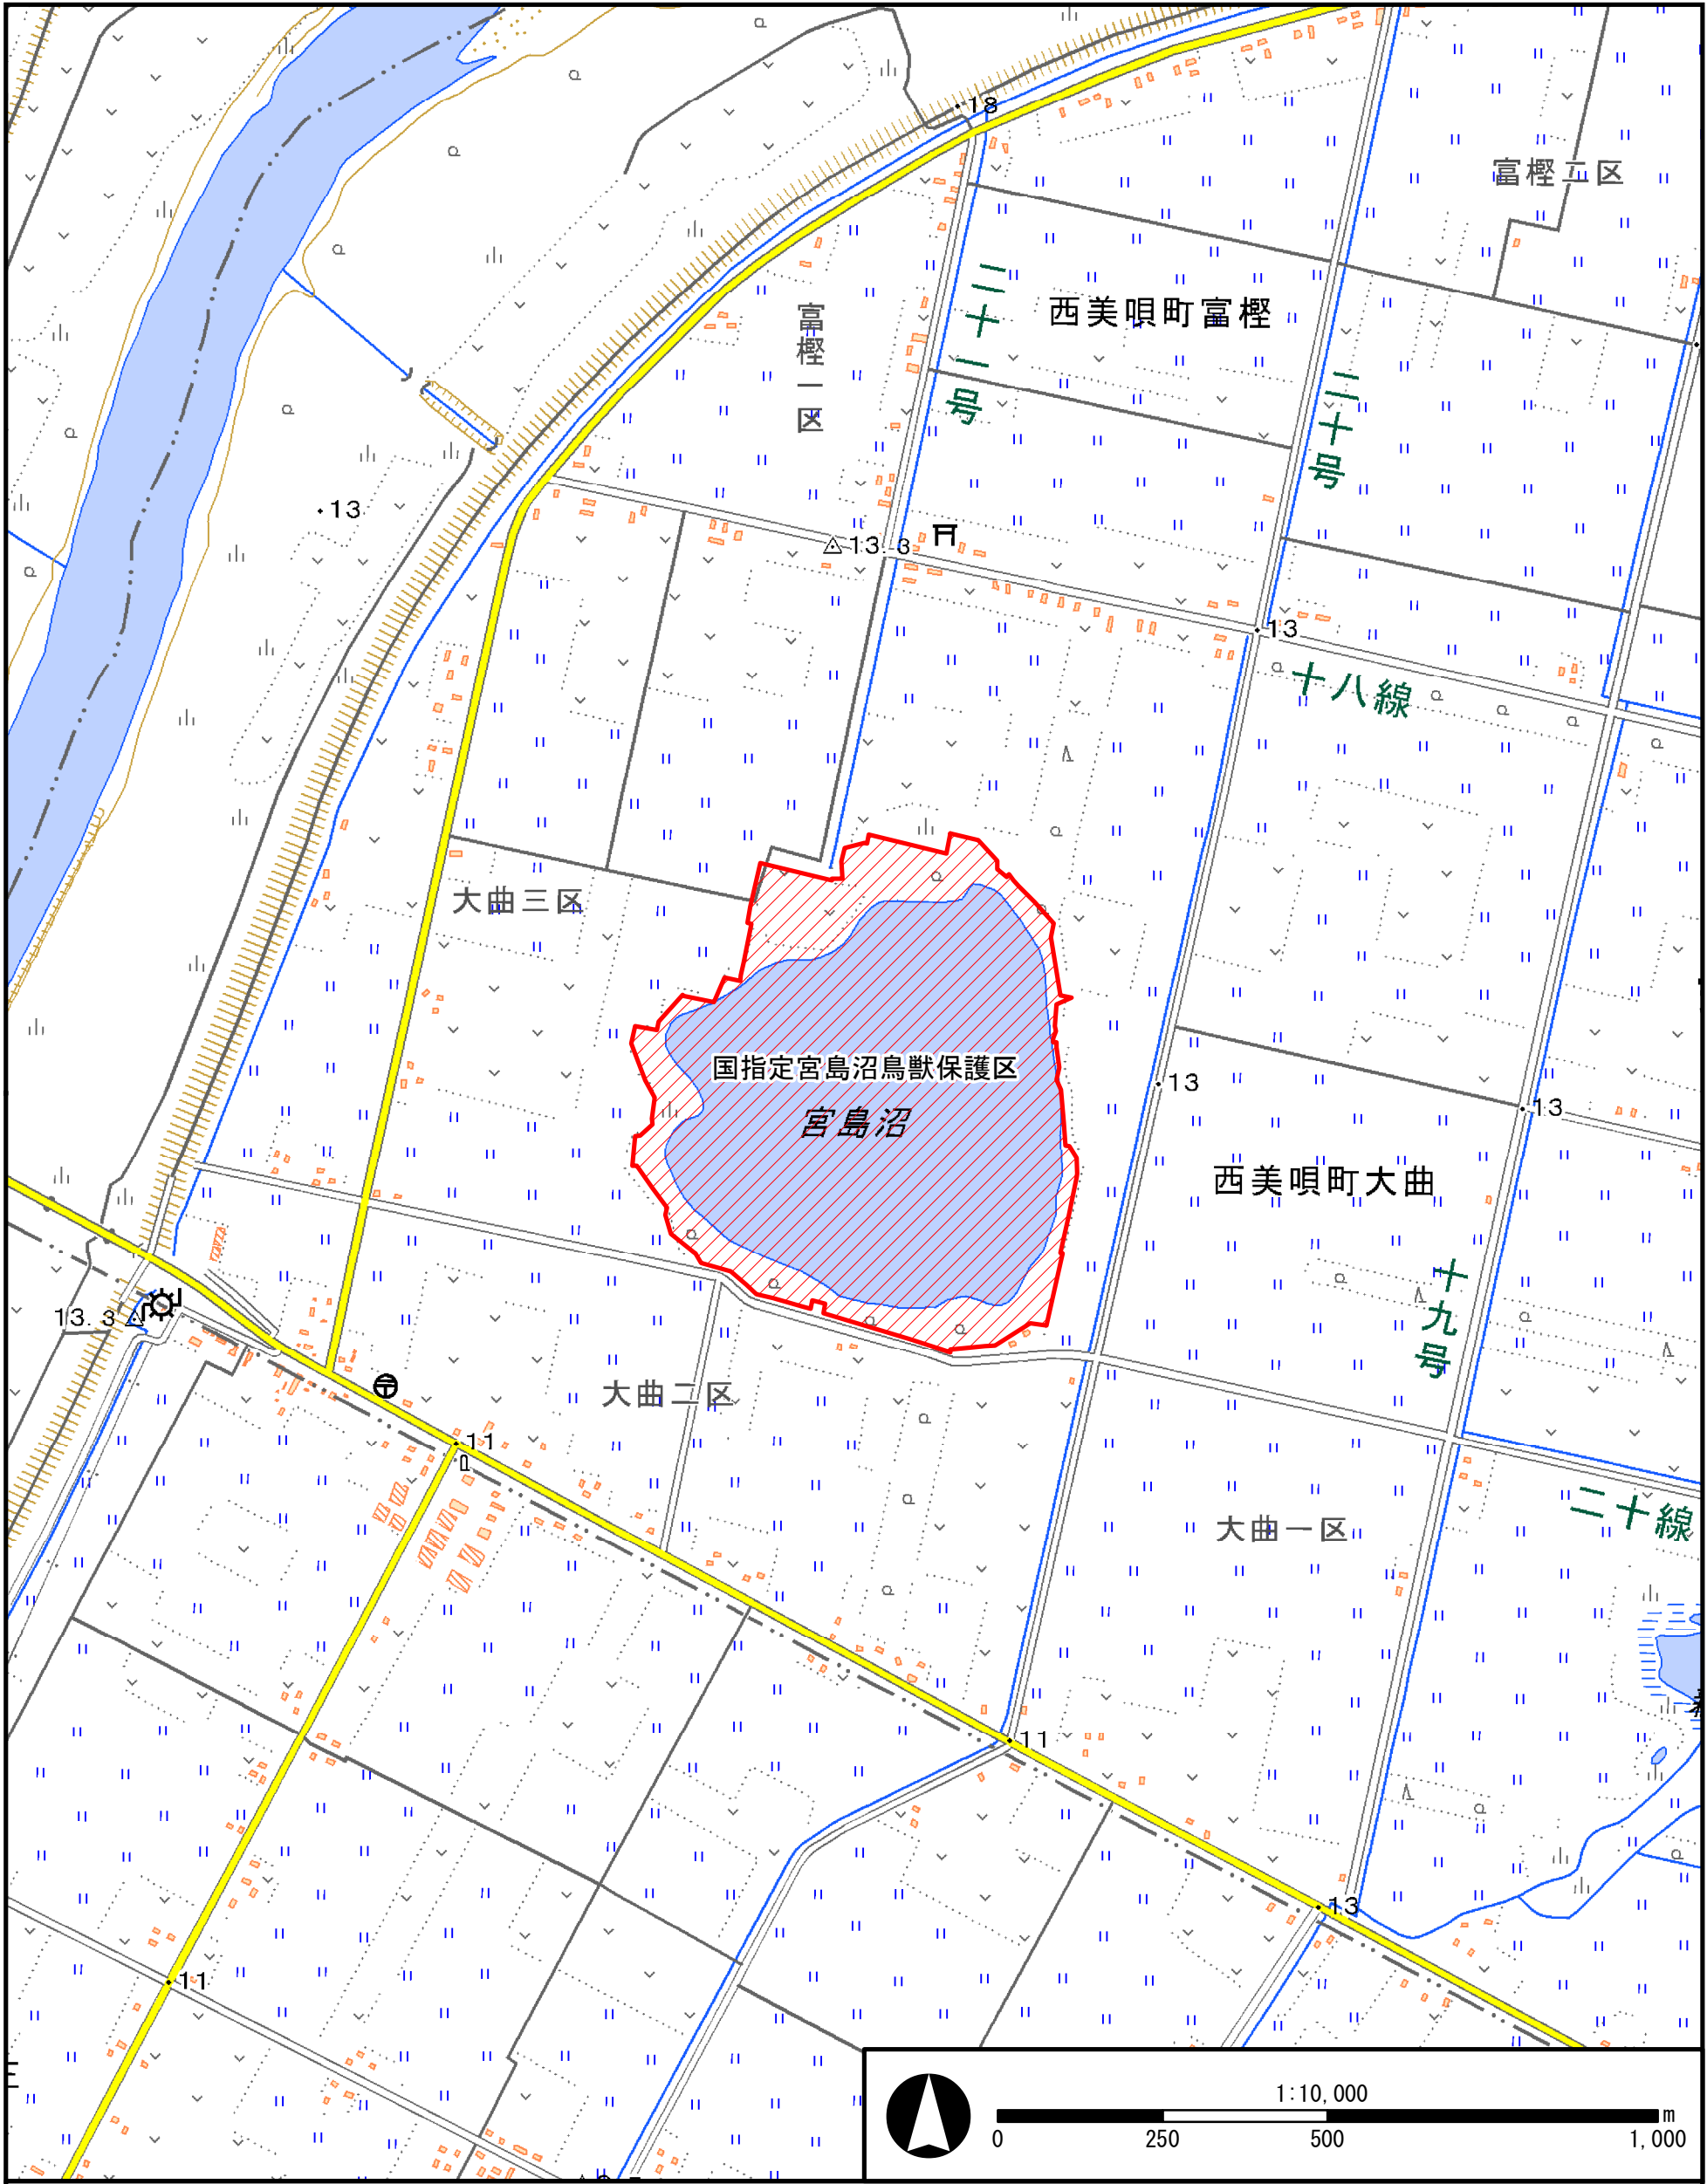 18
富樫二区
西美唄町富樫
二十一号
富樫一区
二十号
13
13.3
13
十八線
大曲三区
国指定宮島沼鳥獣保護区
宮島沼
13
13
西美唄町大曲
十九号
13.3
大曲二区
11
大曲一区
二十線
11
13
11
1:10,000
m
0 250 500 1,000